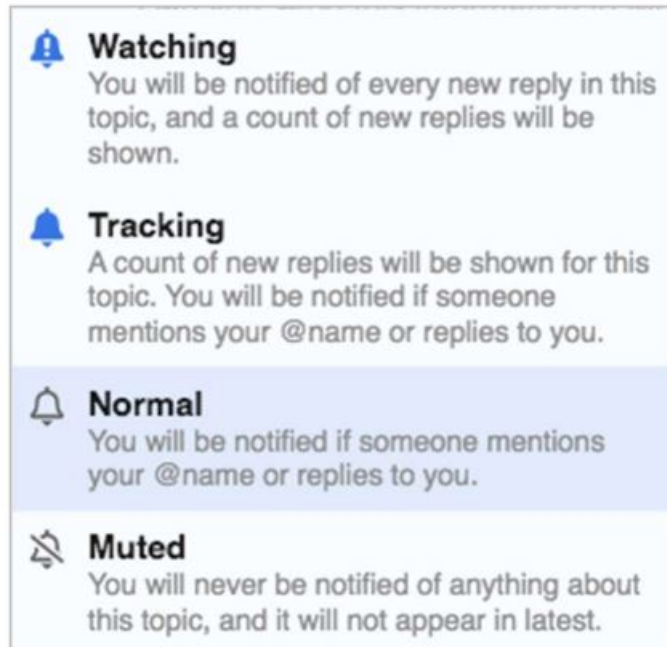 Watching
You will be notified of every new reply in this
topic, and a count of new replies will be
shown.
Tracking
A count of new replies will be shown for this
topic. You will be notified if someone
mentions your @name or replies to you.
Normal
You will be notified if someone mentions
your @name or replies to you.
Muted
You will never be notified of anything about
this topic, and it will not appear in latest.